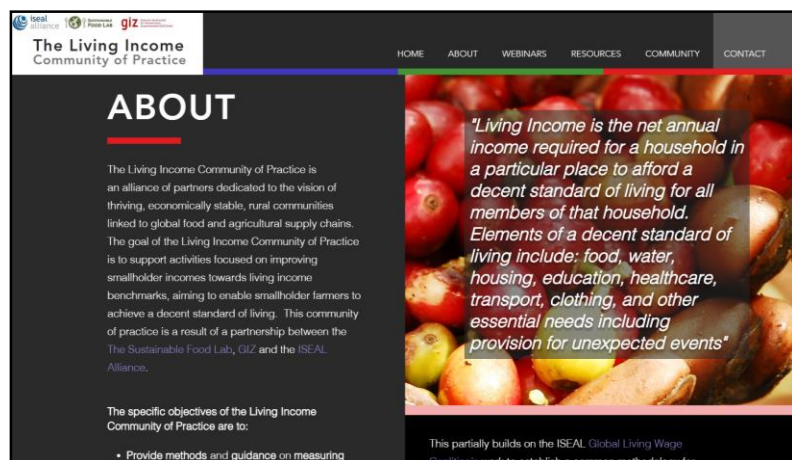 iseal
alliance
SUSTAINABLE
FOOD LAB
giz
The Living Income
Community of Practice
HOME
ABOUT
WEBINARS
RESOURCES
COMMUNITY
CONTACT
ABOUT
The Living Income Community of Practice is
an alliance of partners dedicated to the vision of
thriving, economically stable, rural communities
linked to global food and agricultural supply chains.
The goal of the Living Income Community of Practice
is to support activities focused on improving
smallholder incomes towards living income
benchmarks, aiming to enable smallholder farmers to
achieve a decent standard of living. This community
of practice is a result of a partnership between the
The Sustainable Food Lab, GIZ and the ISEAL
Alliance.
The specific objectives of the Living Income
Community of Practice are to:
• Provide methods and guidance on measuring
"Living Income is the net annual
income required for a household in
a particular place to afford a
decent standard of living for all
members of that household.
Elements of a decent standard of
living include: food, water,
housing, education, healthcare,
transport, clothing, and other
essential needs including
provision for unexpected events"
This partially builds on the ISEAL Global Living Wage